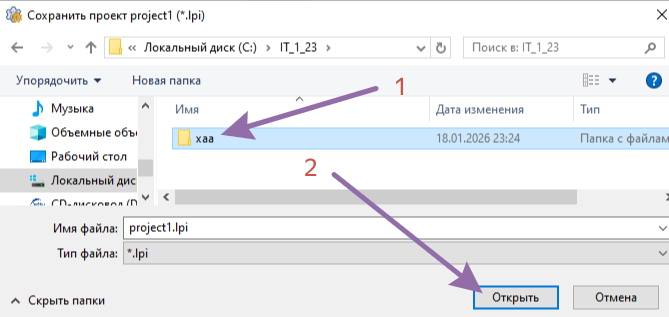 Сохранить проект project1 (*.lpi)
« Локальный диск (C:) › IT_1_23 ›
Поиск в: IT_1_23
Упорядочить
Новая папка
?
1
Музыка
Имя
Дата изменения
Тип
Объемные объе
хаа
18.01.2026 23:24
Папка с файлам
Рабочий стол
Локальный дис
2
CD-дисковод (D
Имя файла: project1.lpi
Тип файла: *.lpi
Скрыть папки
Открыть
Отмена